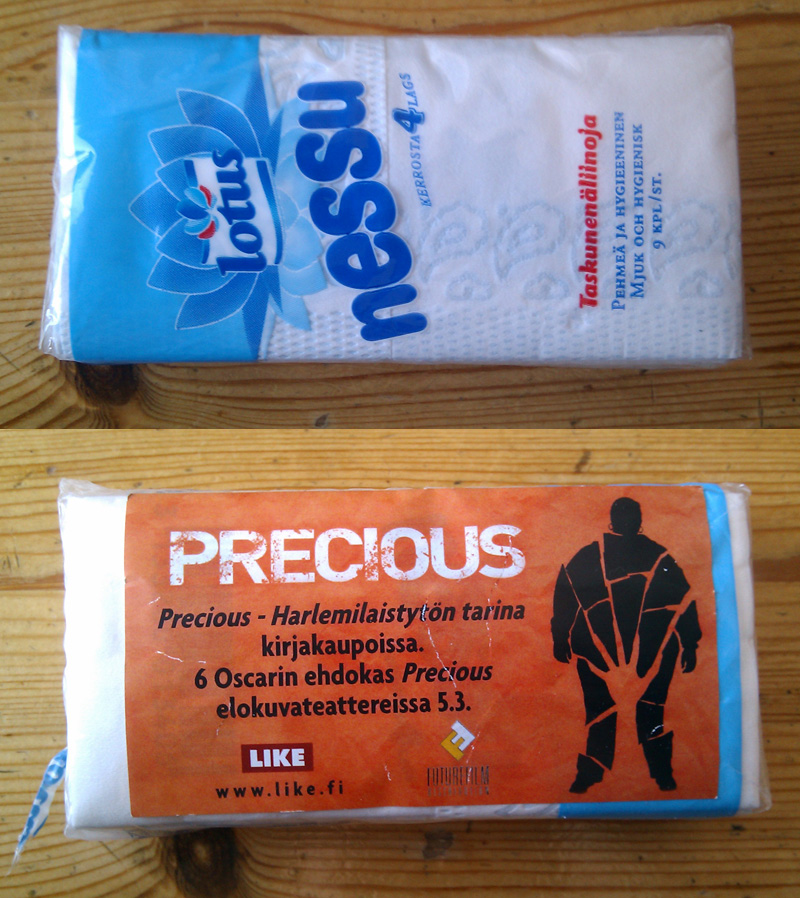 lotus
nessu
KERROSTA 4 LAGS
Taskunenäliinoja
PEHMEÄ JA HYGIEENINEN
MJUK OCH HYGIENISK
9 KPL/ST.
PRECIOUS
Precious - Harlemilaistytön tarina
kirjakaupoissa.
6 Oscarin ehdokas Precious
elokuvateattereissa 5.3.
LIKE
www.like.fi
FUTUREFILM